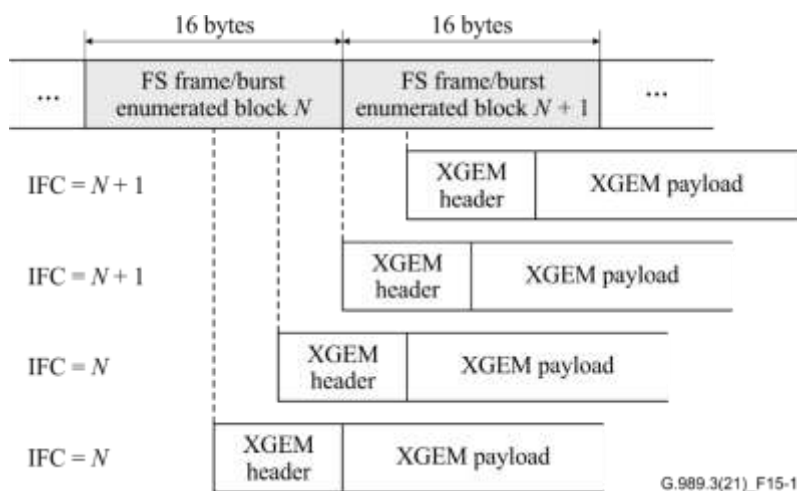 16 bytes 16 bytes
... FS frame/burst enumerated block N FS frame/burst enumerated block N + 1 ...
IFC = N + 1 XGEM header XGEM payload
IFC = N + 1 XGEM header XGEM payload
IFC = N XGEM header XGEM payload
IFC = N XGEM header XGEM payload
G.989.3(21)_F15-1